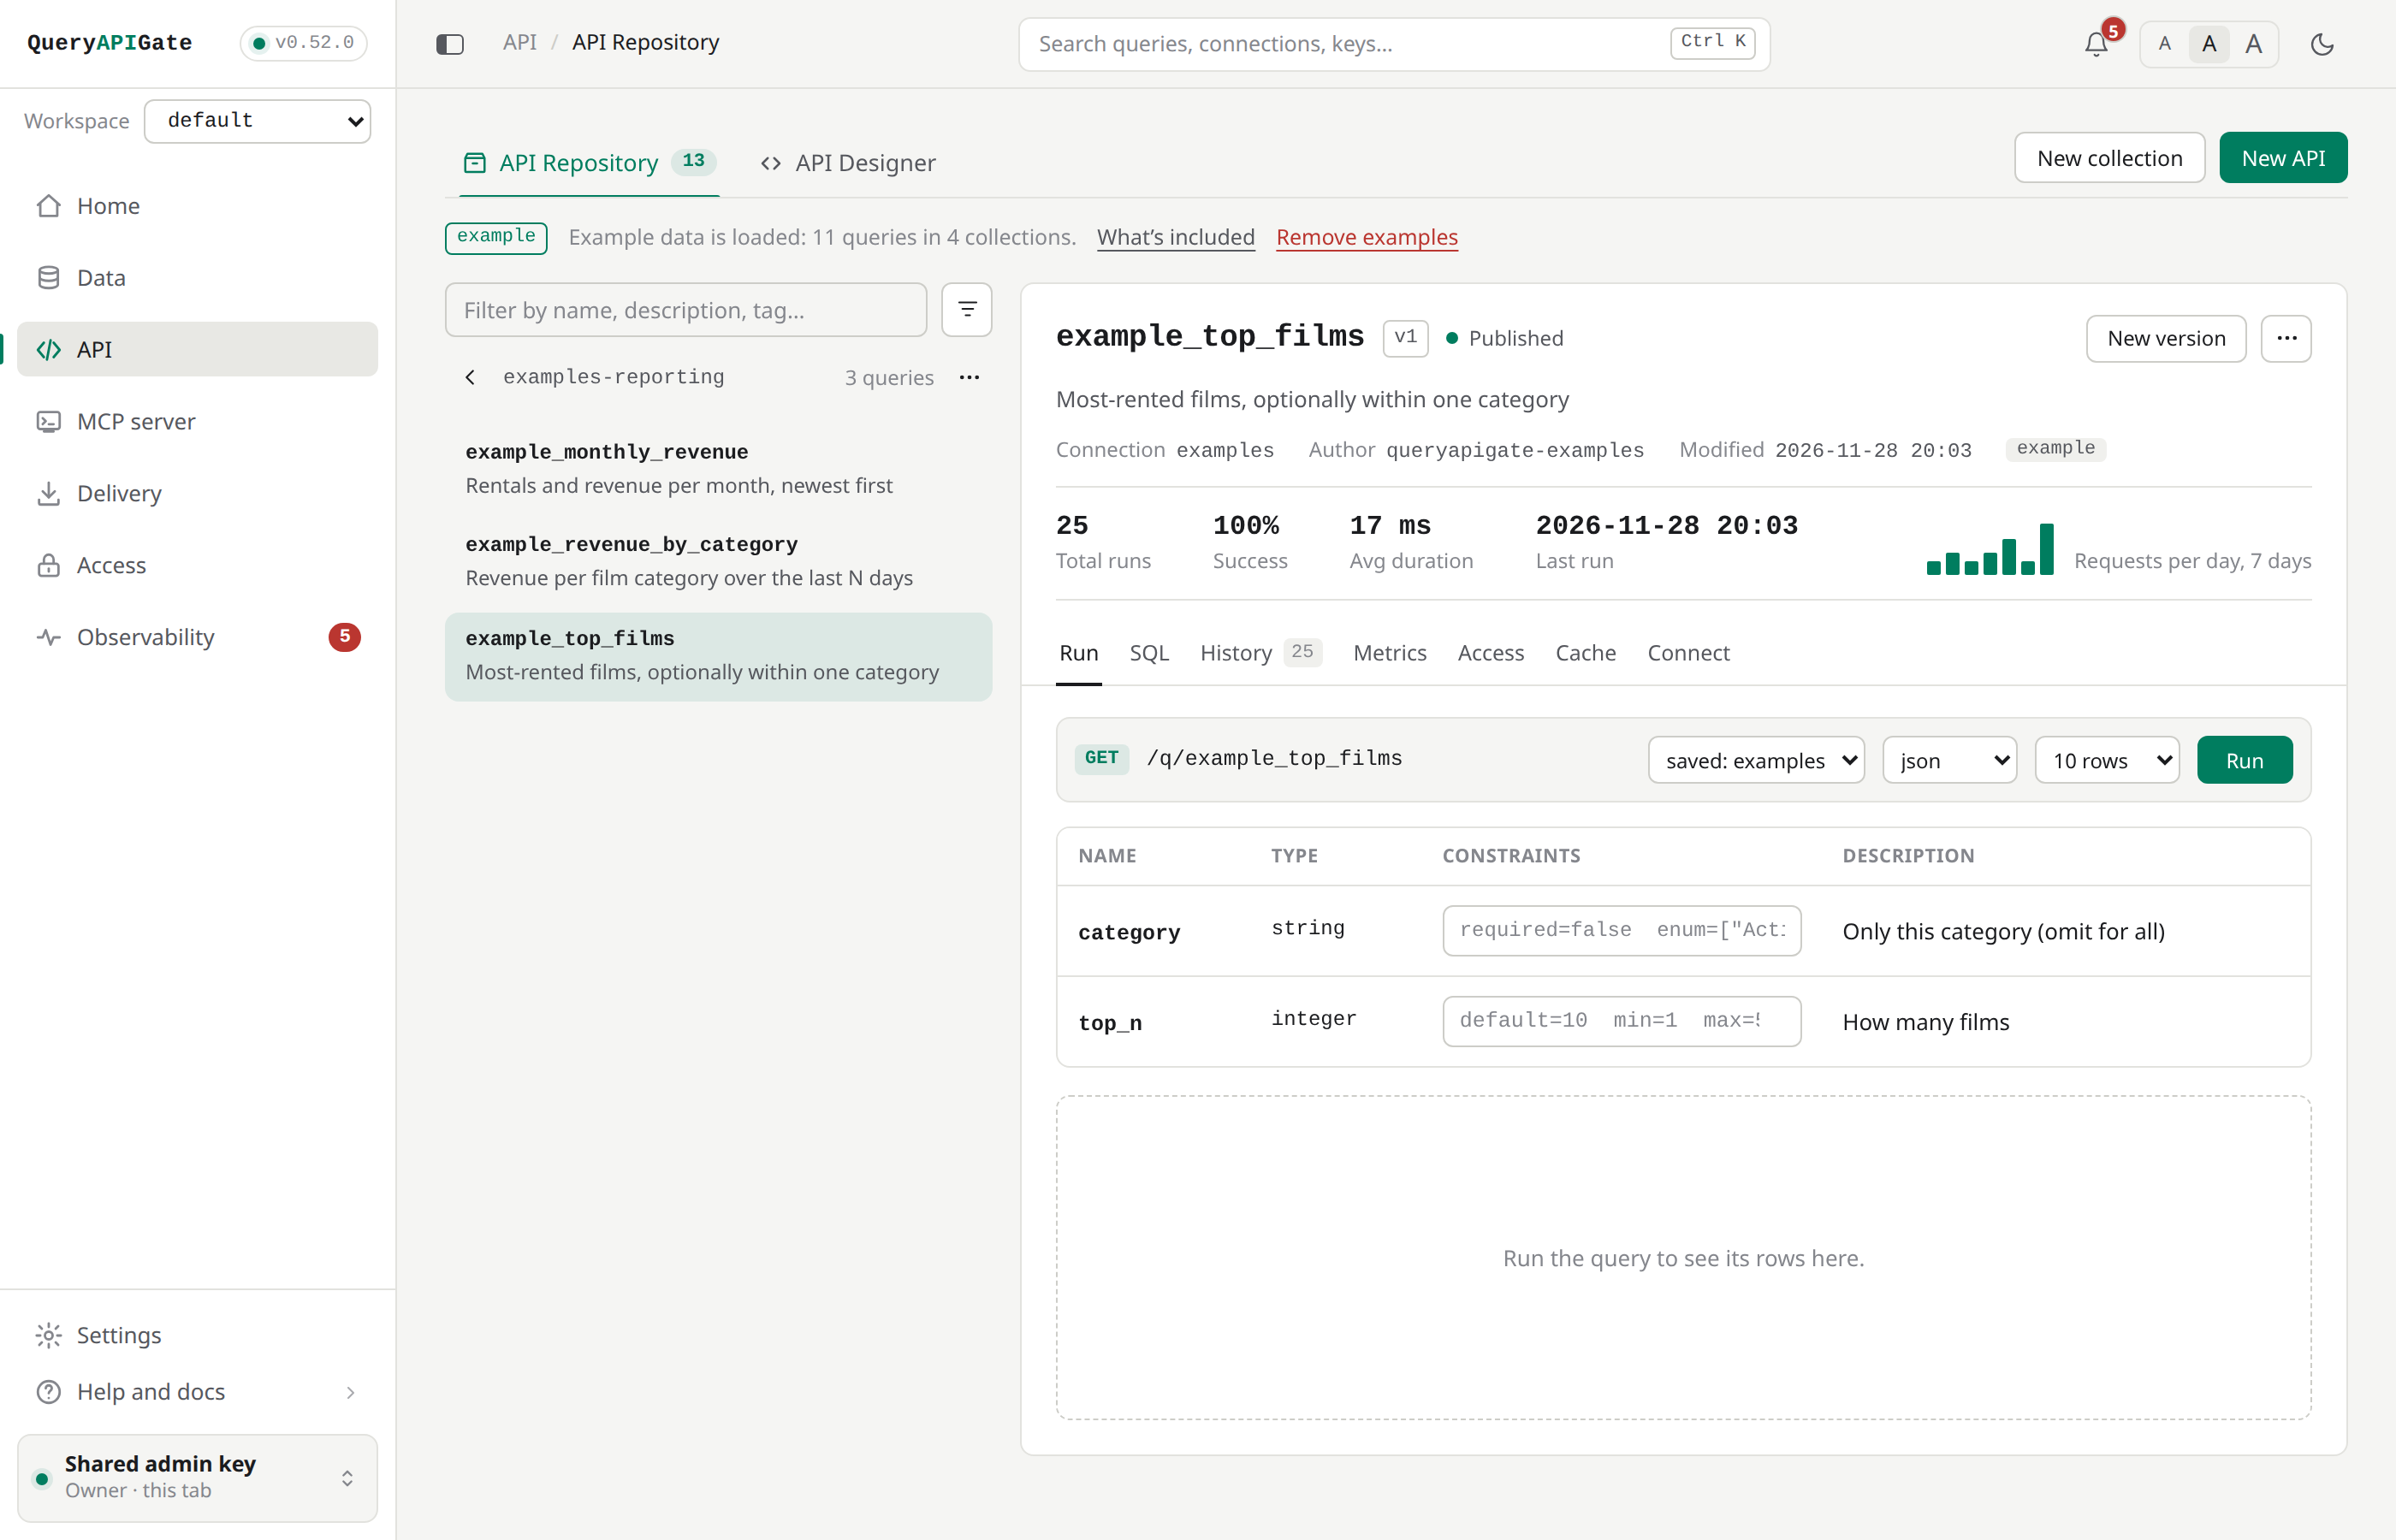 QueryAPIGate
v0.52.0
API / API Repository
Search queries, connections, keys...
Ctrl K
5
A A A
Workspace
default
Home
Data
API
MCP server
Delivery
Access
Observability
5
Settings
Help and docs
Shared admin key
Owner · this tab
API Repository 13
API Designer
New collection
New API
example
Example data is loaded: 11 queries in 4 collections.
What's included
Remove examples
Filter by name, description, tag...
examples-reporting
3 queries
example_monthly_revenue
Rentals and revenue per month, newest first
example_revenue_by_category
Revenue per film category over the last N days
example_top_films
Most-rented films, optionally within one category
example_top_films
v1
Published
New version
Most-rented films, optionally within one category
Connection examples
Author queryapigate-examples
Modified 2026-11-28 20:03
example
25
Total runs
100%
Success
17 ms
Avg duration
2026-11-28 20:03
Last run
Requests per day, 7 days
Run
SQL
History 25
Metrics
Access
Cache
Connect
GET /q/example_top_films
saved: examples
json
10 rows
Run
NAME TYPE CONSTRAINTS DESCRIPTION
category string required=false enum=["Act Only this category (omit for all)
top_n integer default=10 min=1 max= How many films
Run the query to see its rows here.